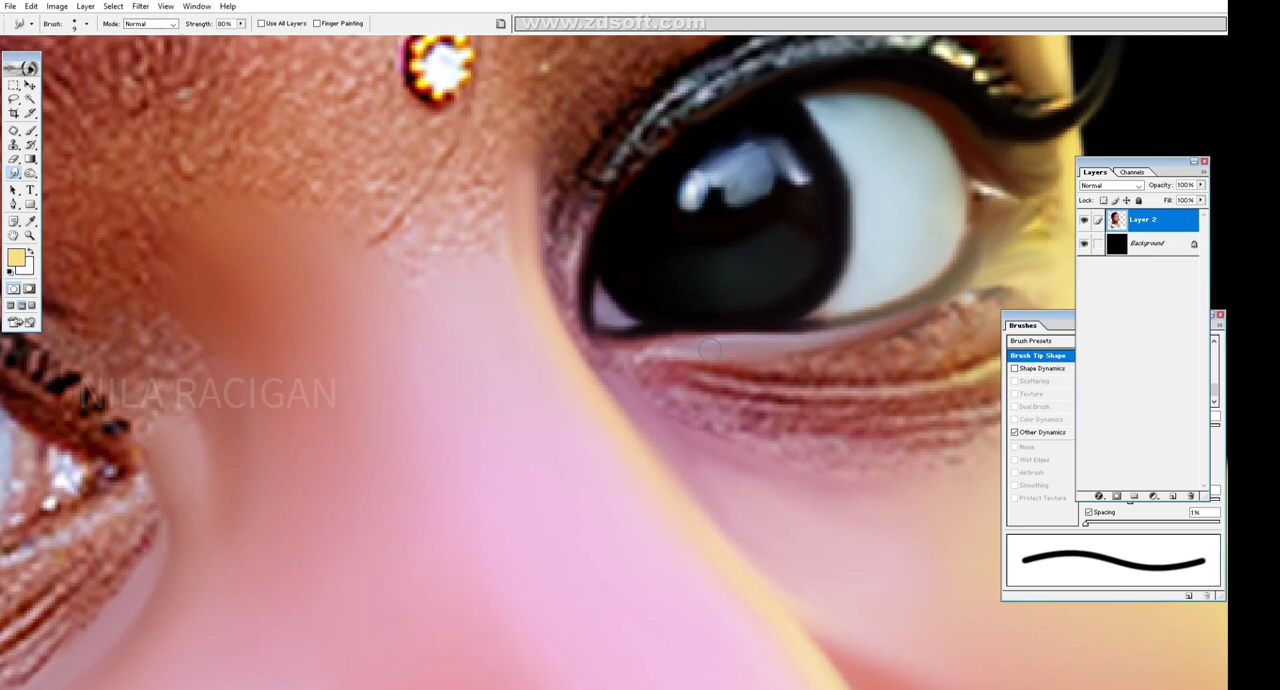 File Edit Image Layer Select Filter View Window Help
Brush: 9 Mode: Normal Strength: 80% Use All Layers Finger Painting
www.zdsoft.com
Layers Channels
Normal Opacity: 100%
Lock: Fill: 100%
Layer 2
Background
Brushes
Brush Presets
Brush Tip Shape
Shape Dynamics
Scattering
Texture
Dual Brush
Color Dynamics
Other Dynamics
Noise
Wet Edges
Airbrush
Smoothing
Protect Texture
Spacing 1%
NILA RACIGAN